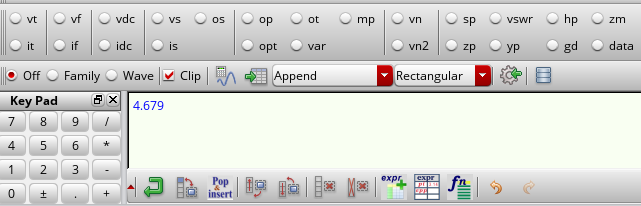 vt vf vdc vs os op ot mp vn sp vswr hp zm
it if idc is opt var vn2 zp yp gd data
Off Family Wave Clip Append Rectangular
Key Pad
4.679
7 8 9 /
4 5 6 *
1 2 3 -
0 ± . +
Pop &
insert
expr
expr
fn